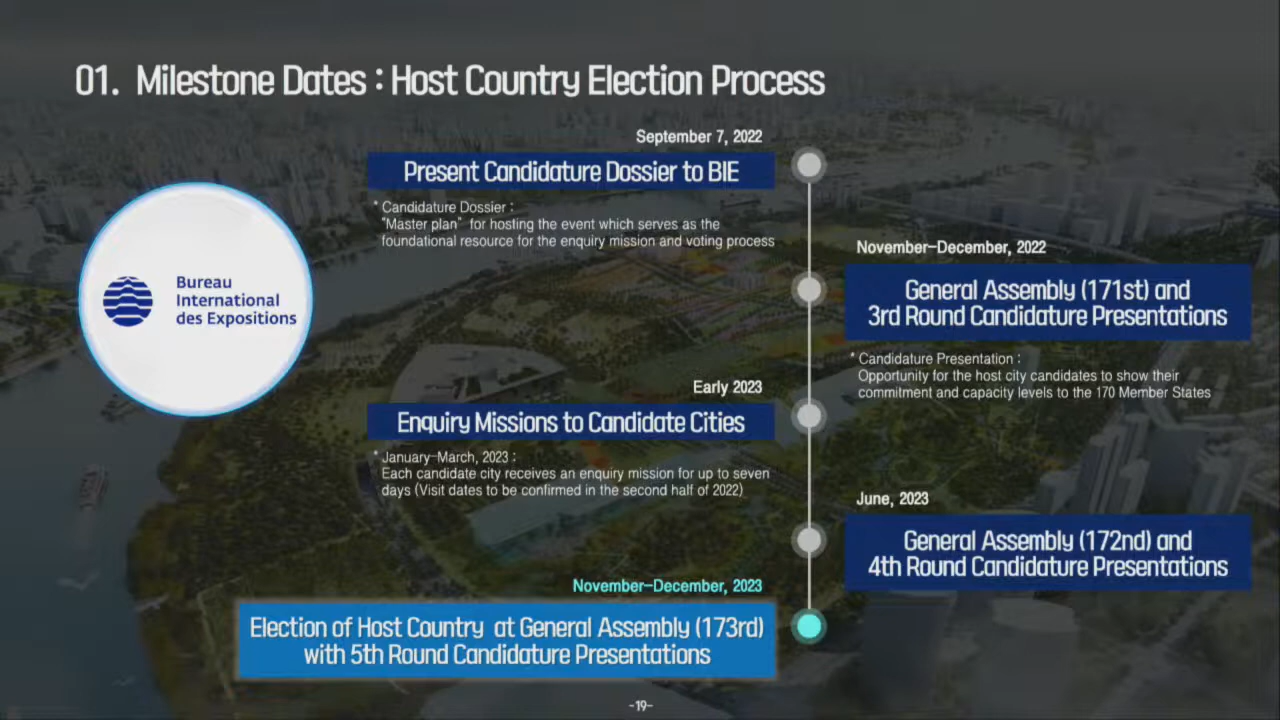 01. Milestone Dates : Host Country Election Process
Bureau
International
des Expositions
September 7, 2022
Present Candidature Dossier to BIE
* Candidature Dossier :
"Master plan" for hosting the event which serves as the
foundational resource for the enquiry mission and voting process
November–December, 2022
General Assembly (171st) and
3rd Round Candidature Presentations
* Candidature Presentation :
Opportunity for the host city candidates to show their
commitment and capacity levels to the 170 Member States
Early 2023
Enquiry Missions to Candidate Cities
* January–March, 2023 :
Each candidate city receives an enquiry mission for up to seven
days (Visit dates to be confirmed in the second half of 2022)
June, 2023
General Assembly (172nd) and
4th Round Candidature Presentations
November–December, 2023
Election of Host Country at General Assembly (173rd)
with 5th Round Candidature Presentations
-19-